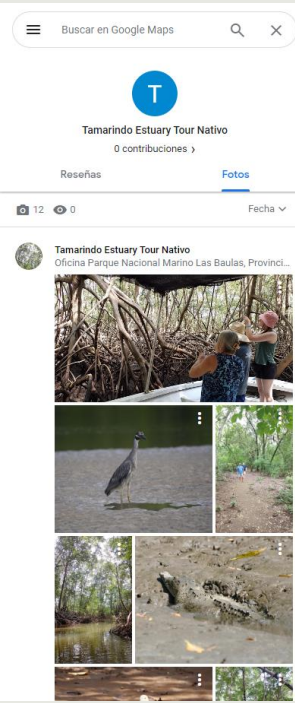 Buscar en Google Maps
T
Tamarindo Estuary Tour Nativo
0 contribuciones ›
Reseñas Fotos
12 0 Fecha
Tamarindo Estuary Tour Nativo
Oficina Parque Nacional Marino Las Baulas, Provinci...